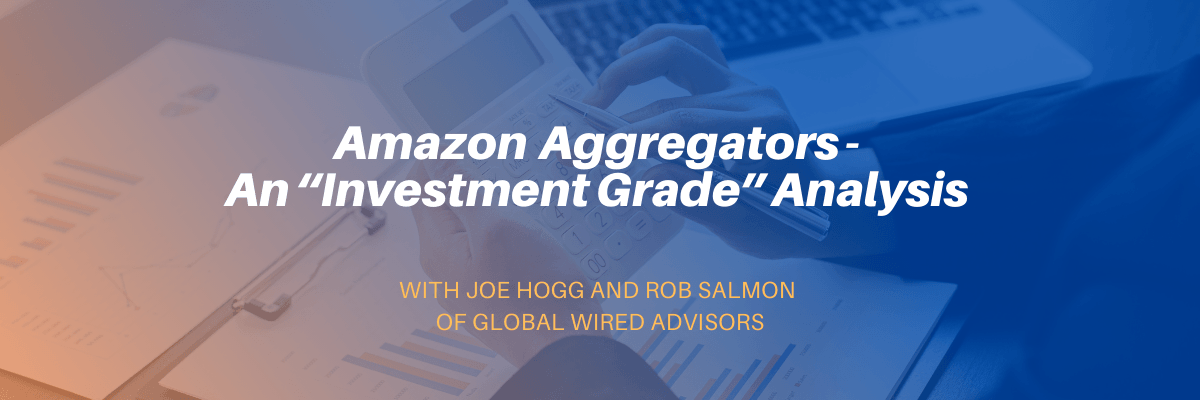 Amazon Aggregators -
An “Investment Grade” Analysis
WITH JOE HOGG AND ROB SALMON
OF GLOBAL WIRED ADVISORS